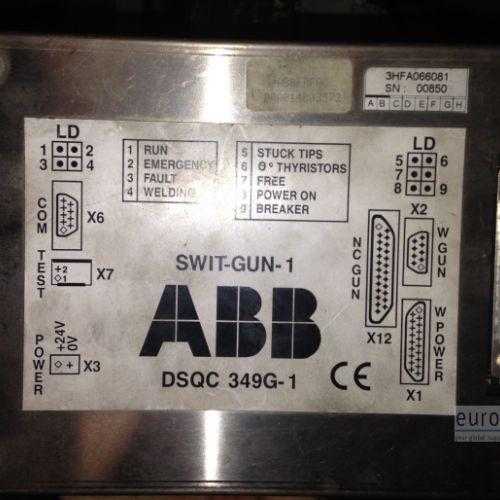 3HFA066081
SN: 00850
A B C D E F G H
LD
1 2
3 4
1 RUN
2 EMERGENCY
3 FAULT
4 WELDING
5 STUCK TIPS
6 θ° THYRISTORS
7 FREE
8 POWER ON
9 BREAKER
LD
5 6
7
8 9
COM
X6
TEST
+2
1
X7
POWER
+24V
0V
+
X3
SWIT-GUN-1
ABB
DSQC 349G-1
CE
NC GUN
X12
X2
W GUN
W POWER
X1
euro
your global sup